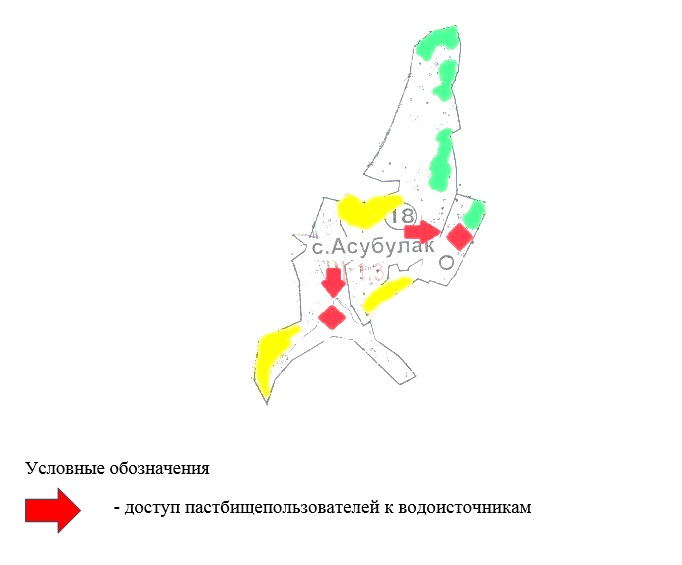 18
с.Асубулак
Условные обозначения
- доступ пастбищепользователей к водоисточникам